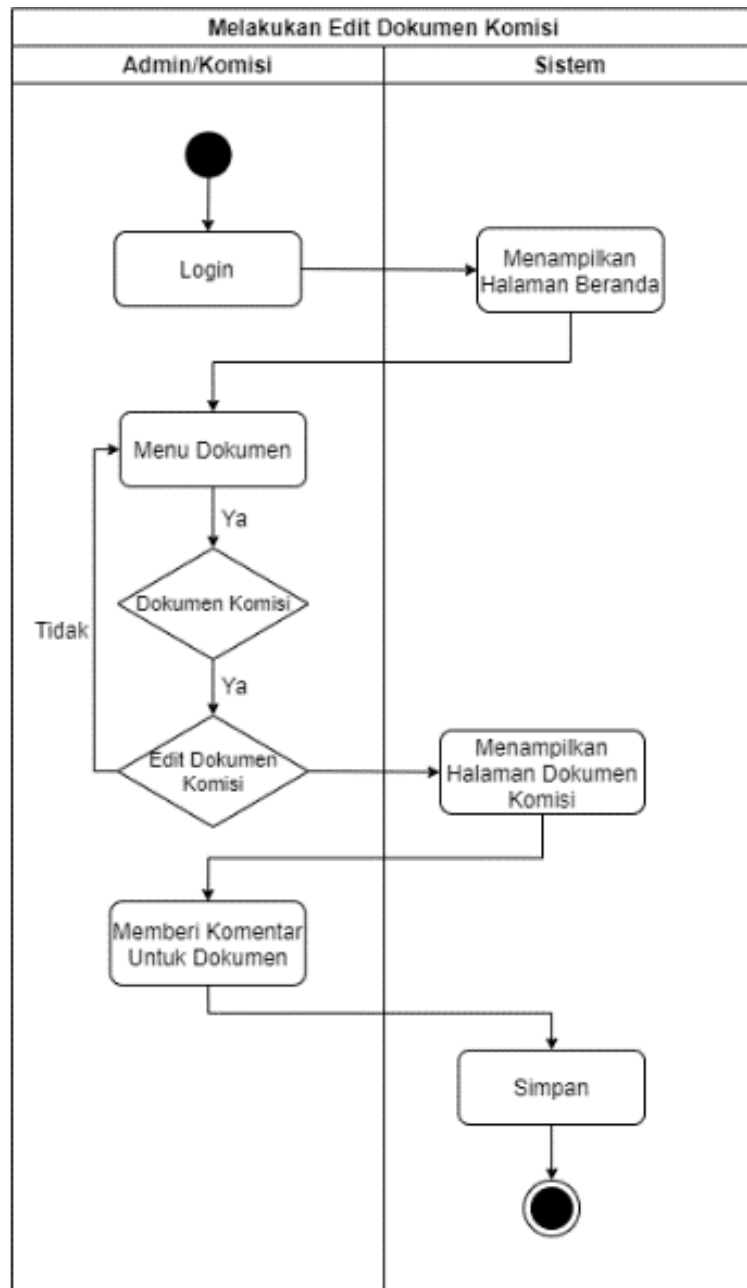 Melakukan Edit Dokumen Komisi
Admin/Komisi
Sistem
Login
Menampilkan
Halaman Beranda
Menu Dokumen
Ya
Dokumen Komisi
Tidak
Ya
Edit Dokumen
Komisi
Menampilkan
Halaman Dokumen
Komisi
Memberi Komentar
Untuk Dokumen
Simpan